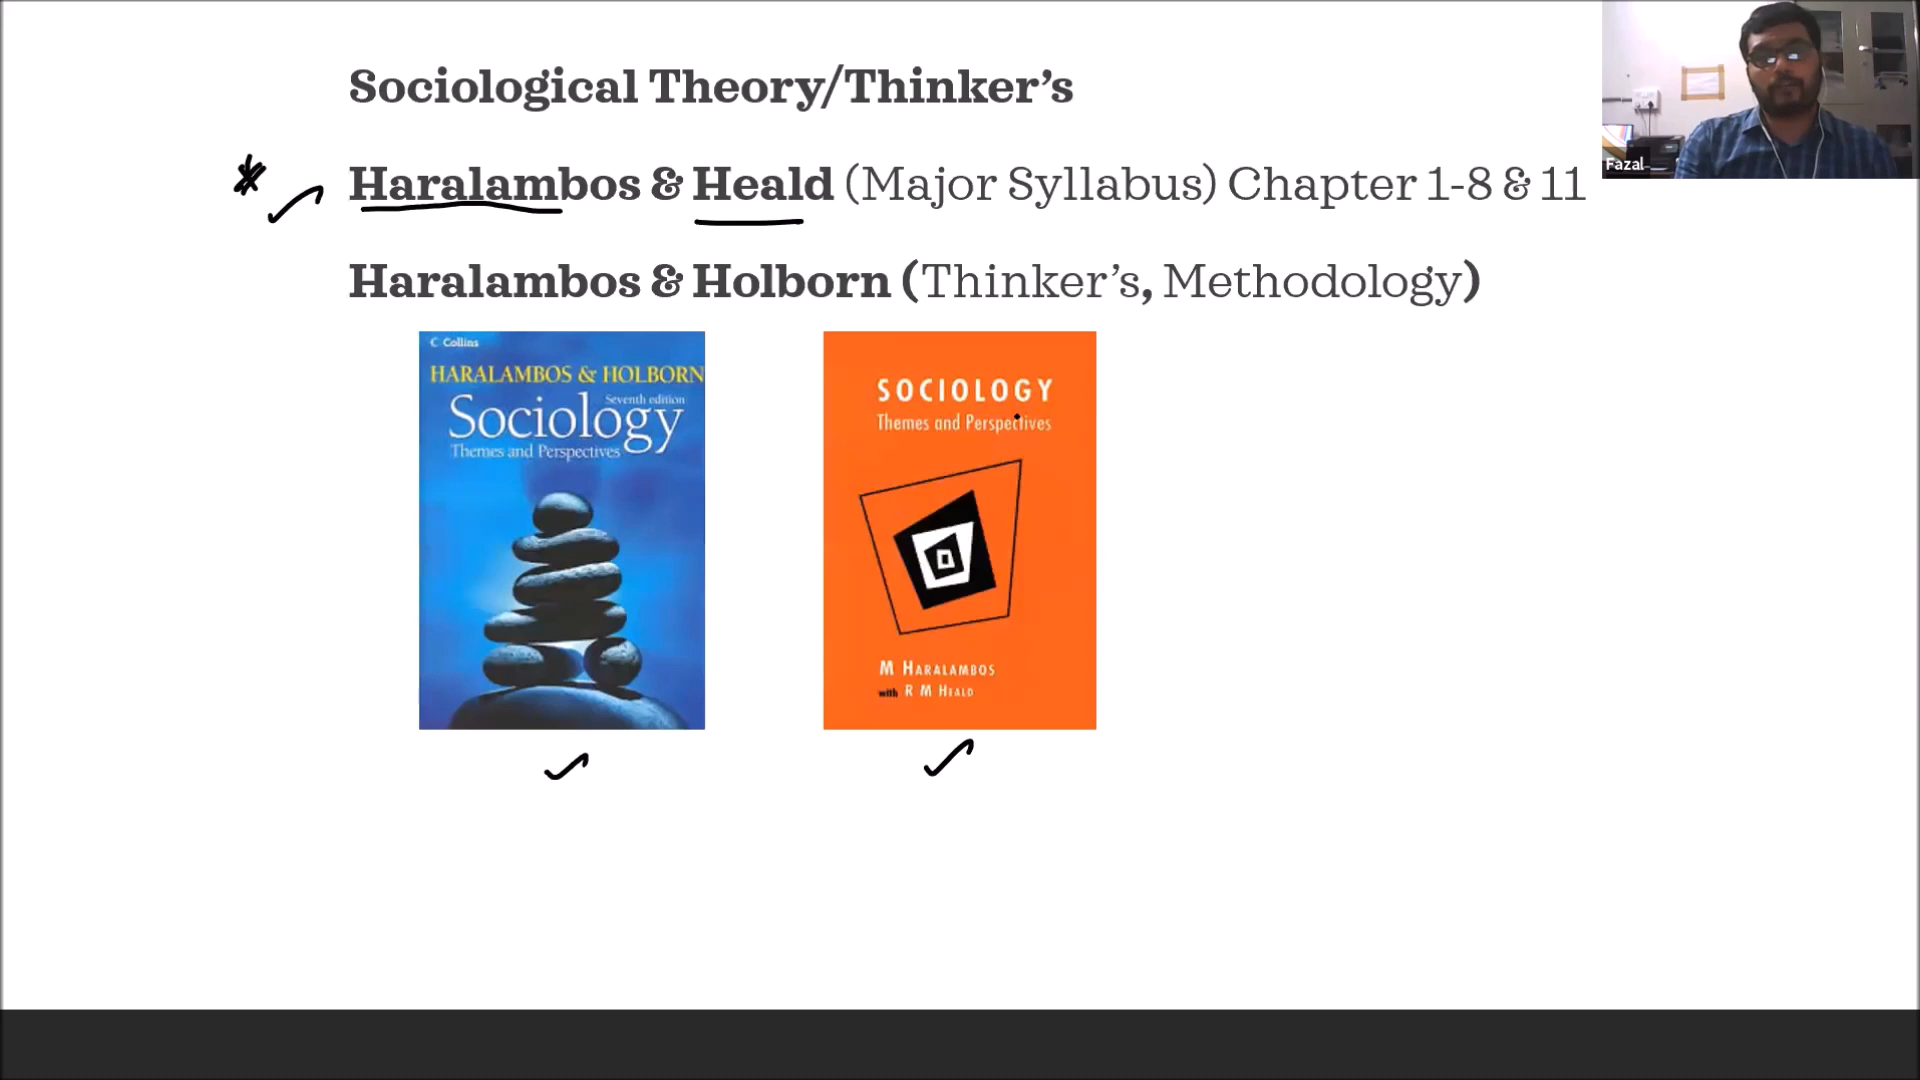 Sociological Theory/Thinker’s
Haralambos & Heald (Major Syllabus) Chapter 1-8 & 11
Haralambos & Holborn (Thinker’s, Methodology)
Collins
HARALAMBOS & HOLBORN
Seventh edition
Sociology
Themes and Perspectives
SOCIOLOGY
Themes and Perspectives
M HARALAMBOS
with R M HEALD
Fazal